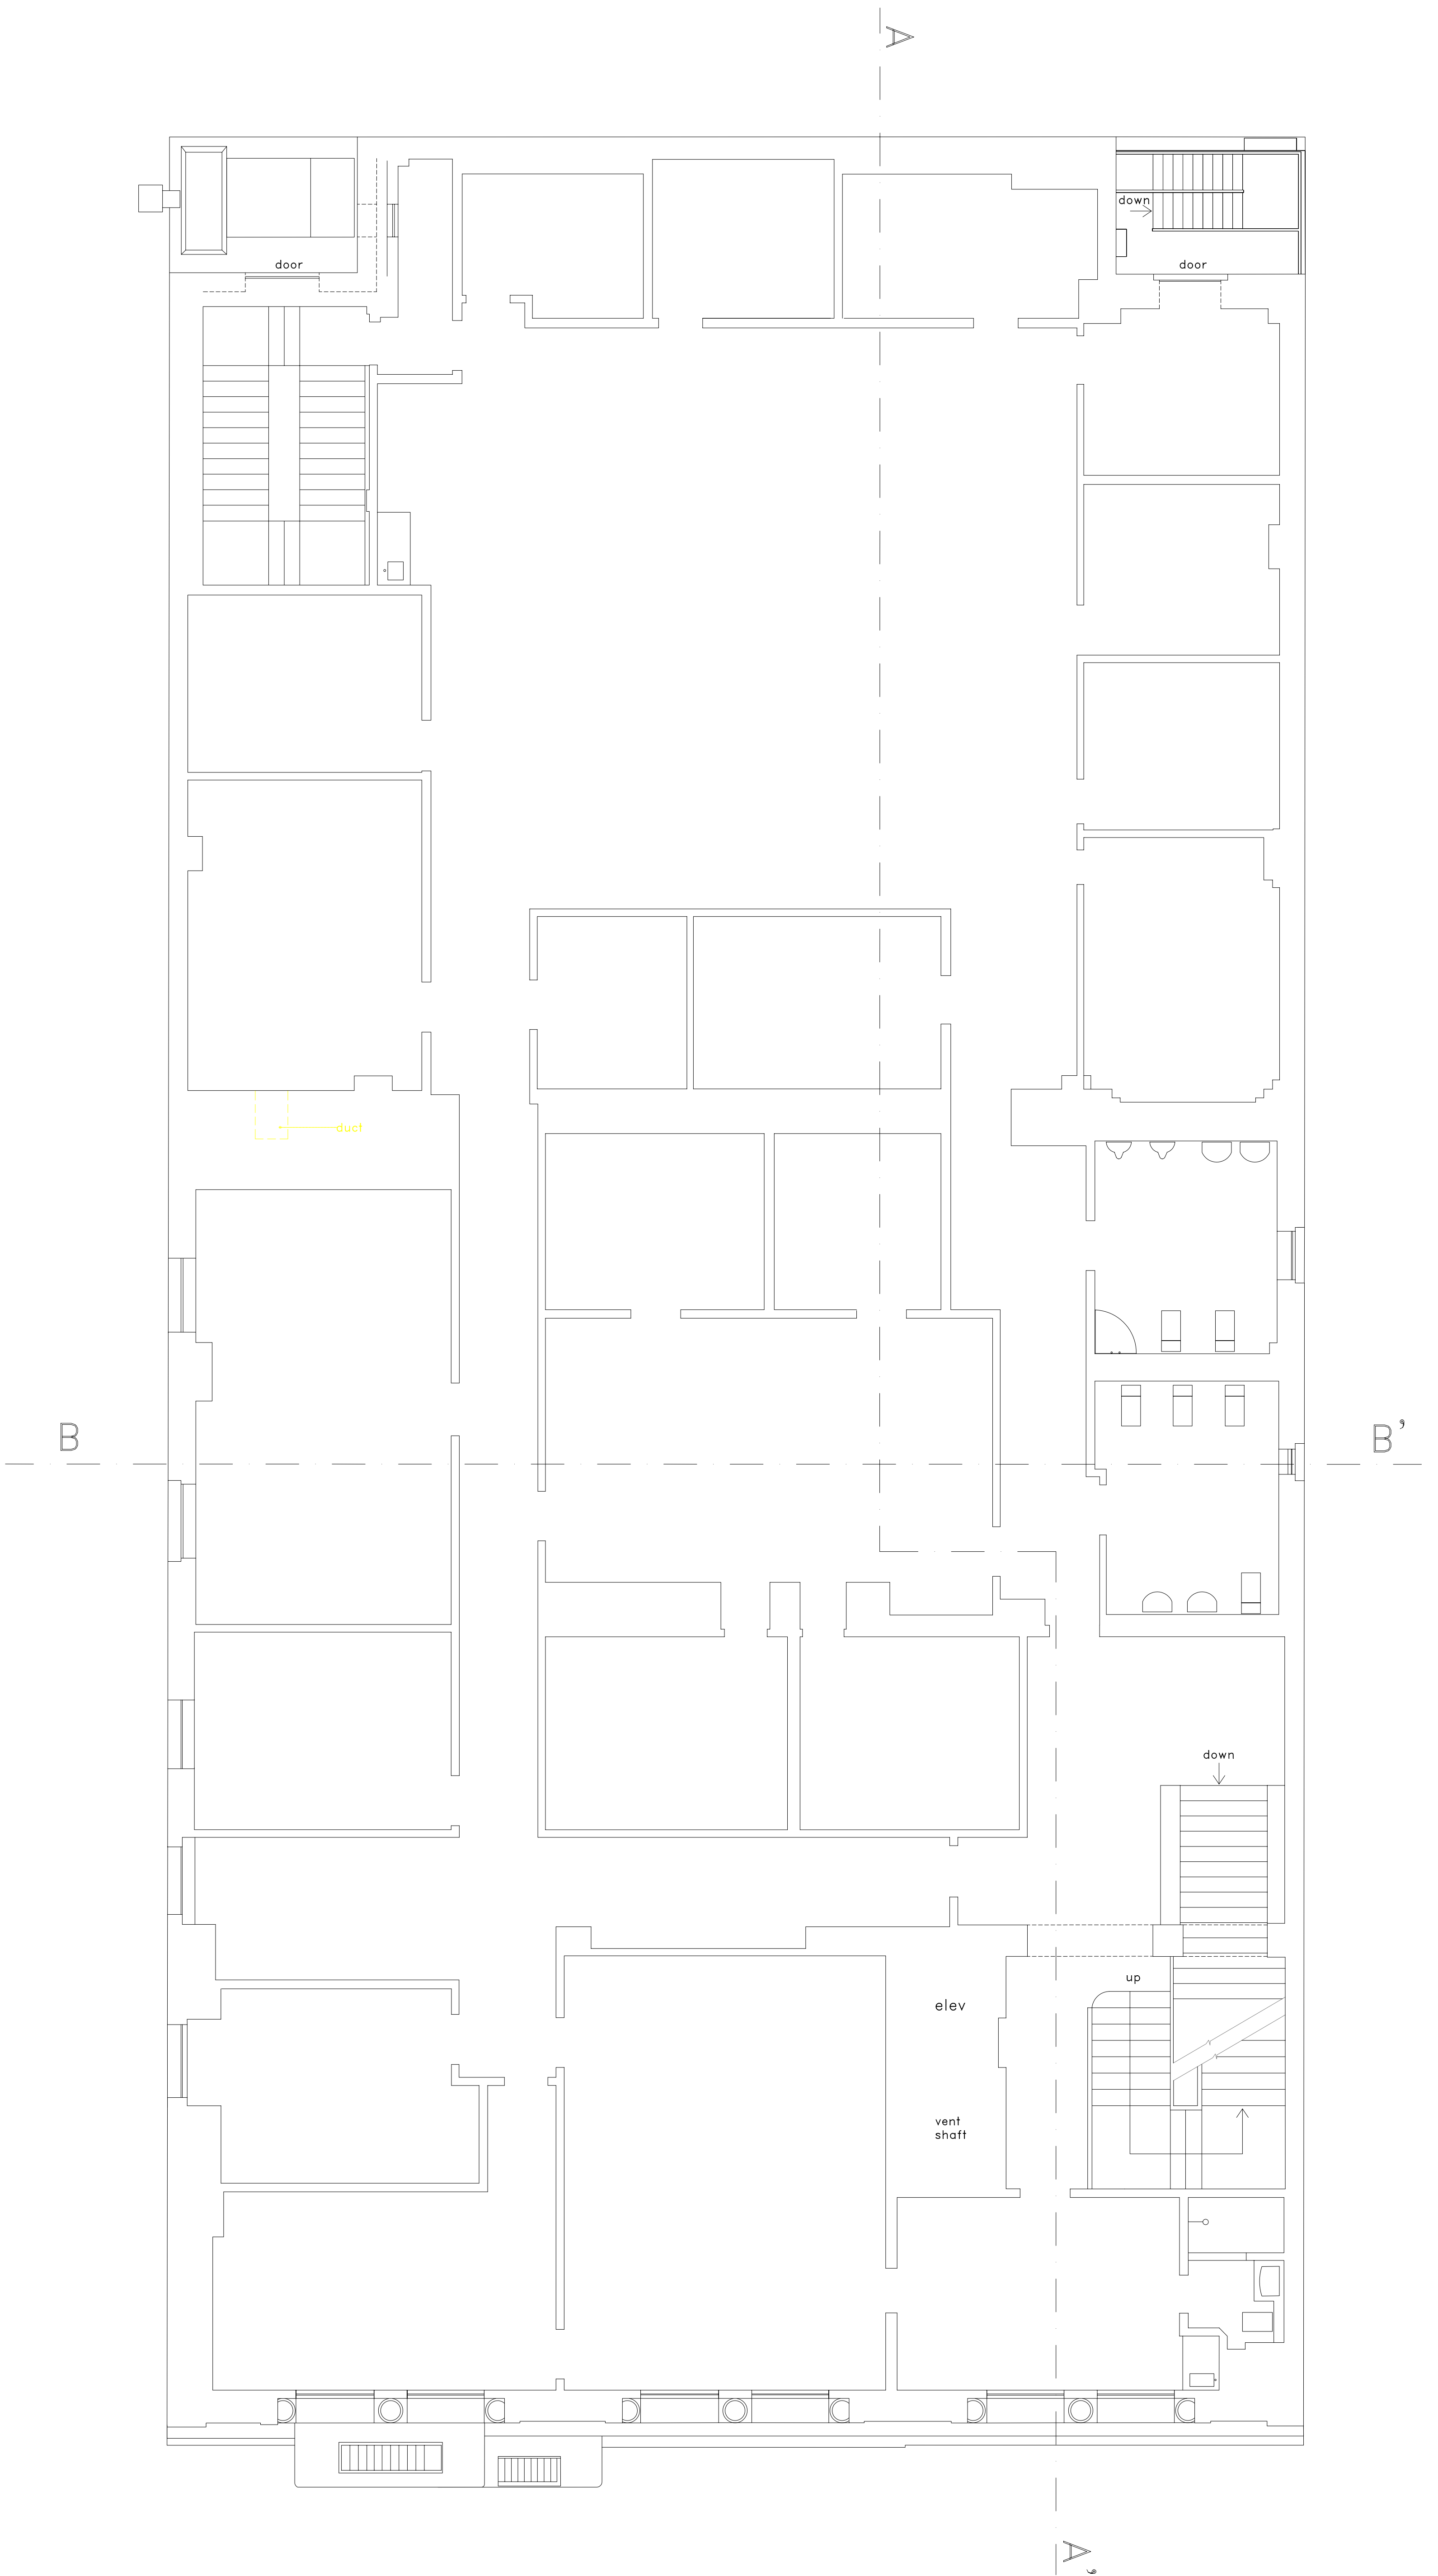 A
down
door
door
duct
B
B'
down
up
elev
vent
shaft
A'